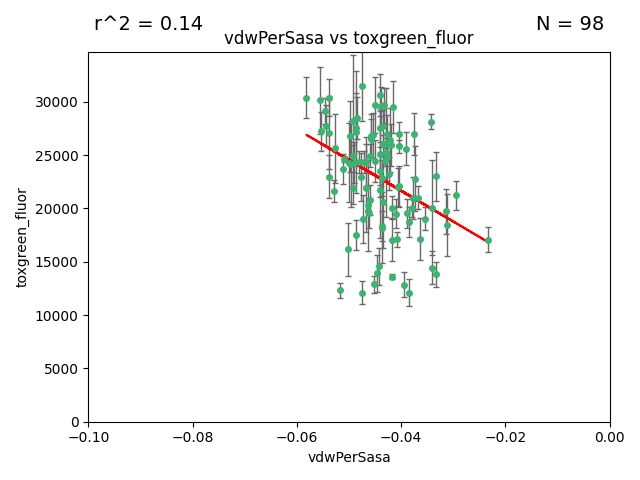 r^2 = 0.14
N = 98
vdwPerSasa vs toxgreen_fluor
30000
25000
20000
15000
10000
5000
0
toxgreen_fluor
−0.10
−0.08
−0.06
−0.04
−0.02
0.00
vdwPerSasa